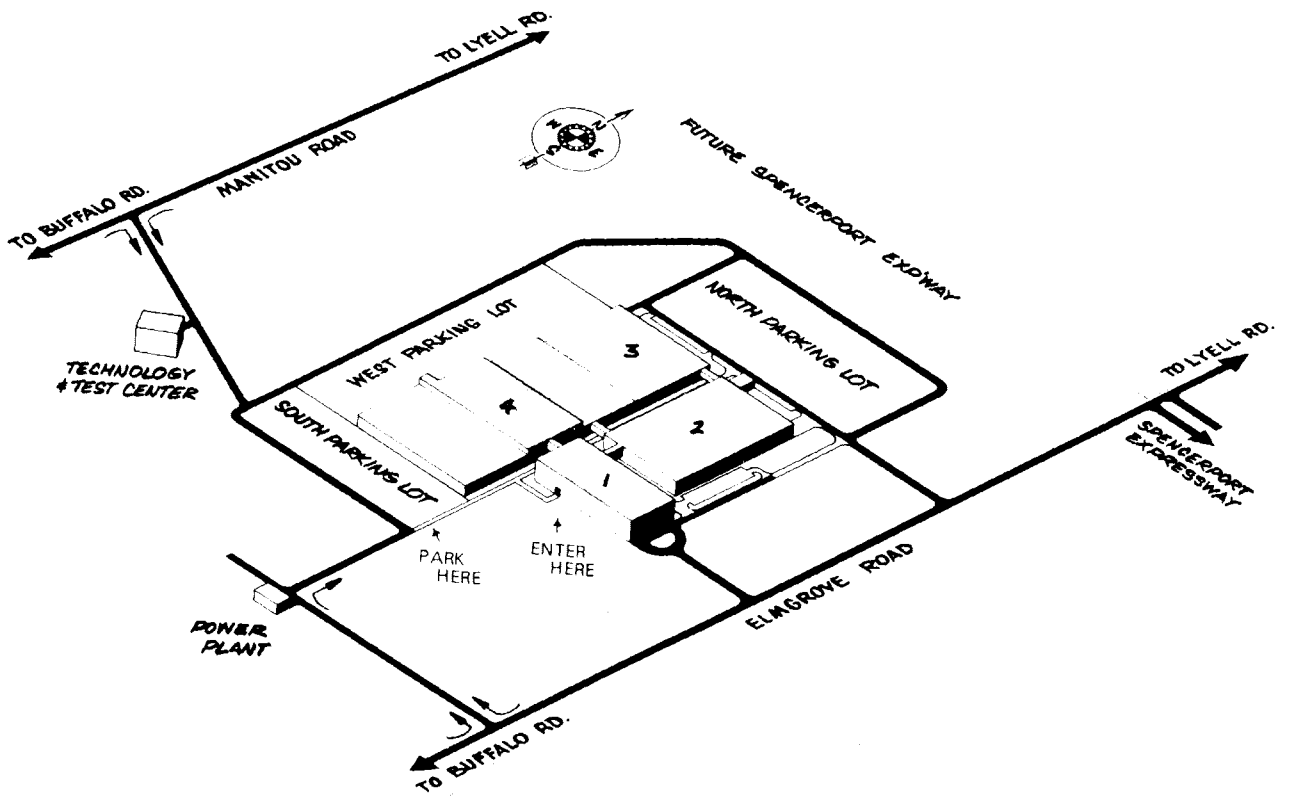 TO LYELL RD.
MANITOU ROAD
TO BUFFALO RD.
N
W
E
S
FUTURE SPENCERPORT EXP'WAY
NORTH PARKING LOT
WEST PARKING LOT
SOUTH PARKING LOT
TECHNOLOGY
& TEST CENTER
3
4
2
1
TO LYELL RD.
SPENCERPORT
EXPRESSWAY
PARK
HERE
ENTER
HERE
ELMGROVE ROAD
POWER
PLANT
TO BUFFALO RD.